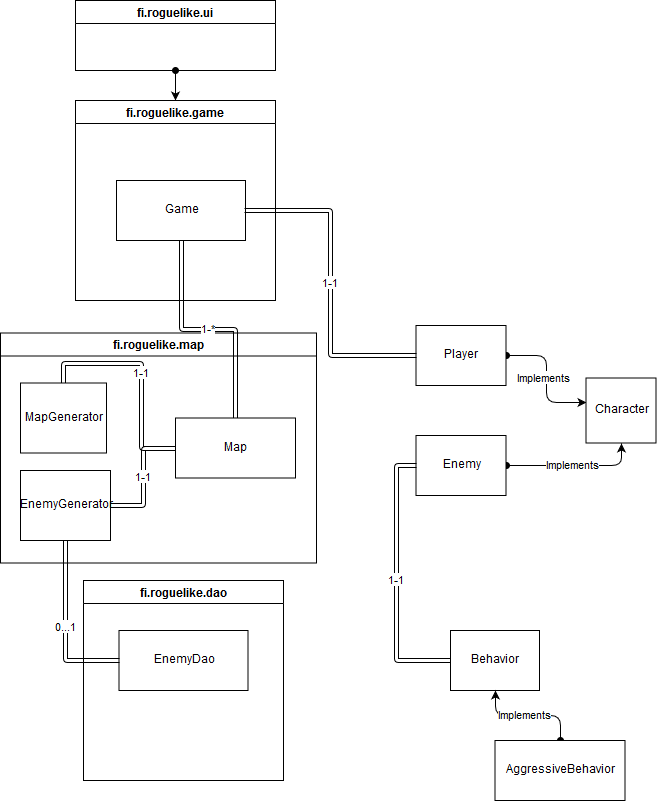 fi.roguelike.ui
fi.roguelike.game
Game
1-1
1-*
fi.roguelike.map
Player
Implements
Character
1-1
MapGenerator
Map
Enemy
Implements
1-1
EnemyGenerator
1-1
fi.roguelike.dao
0...1
EnemyDao
Behavior
Implements
AggressiveBehavior